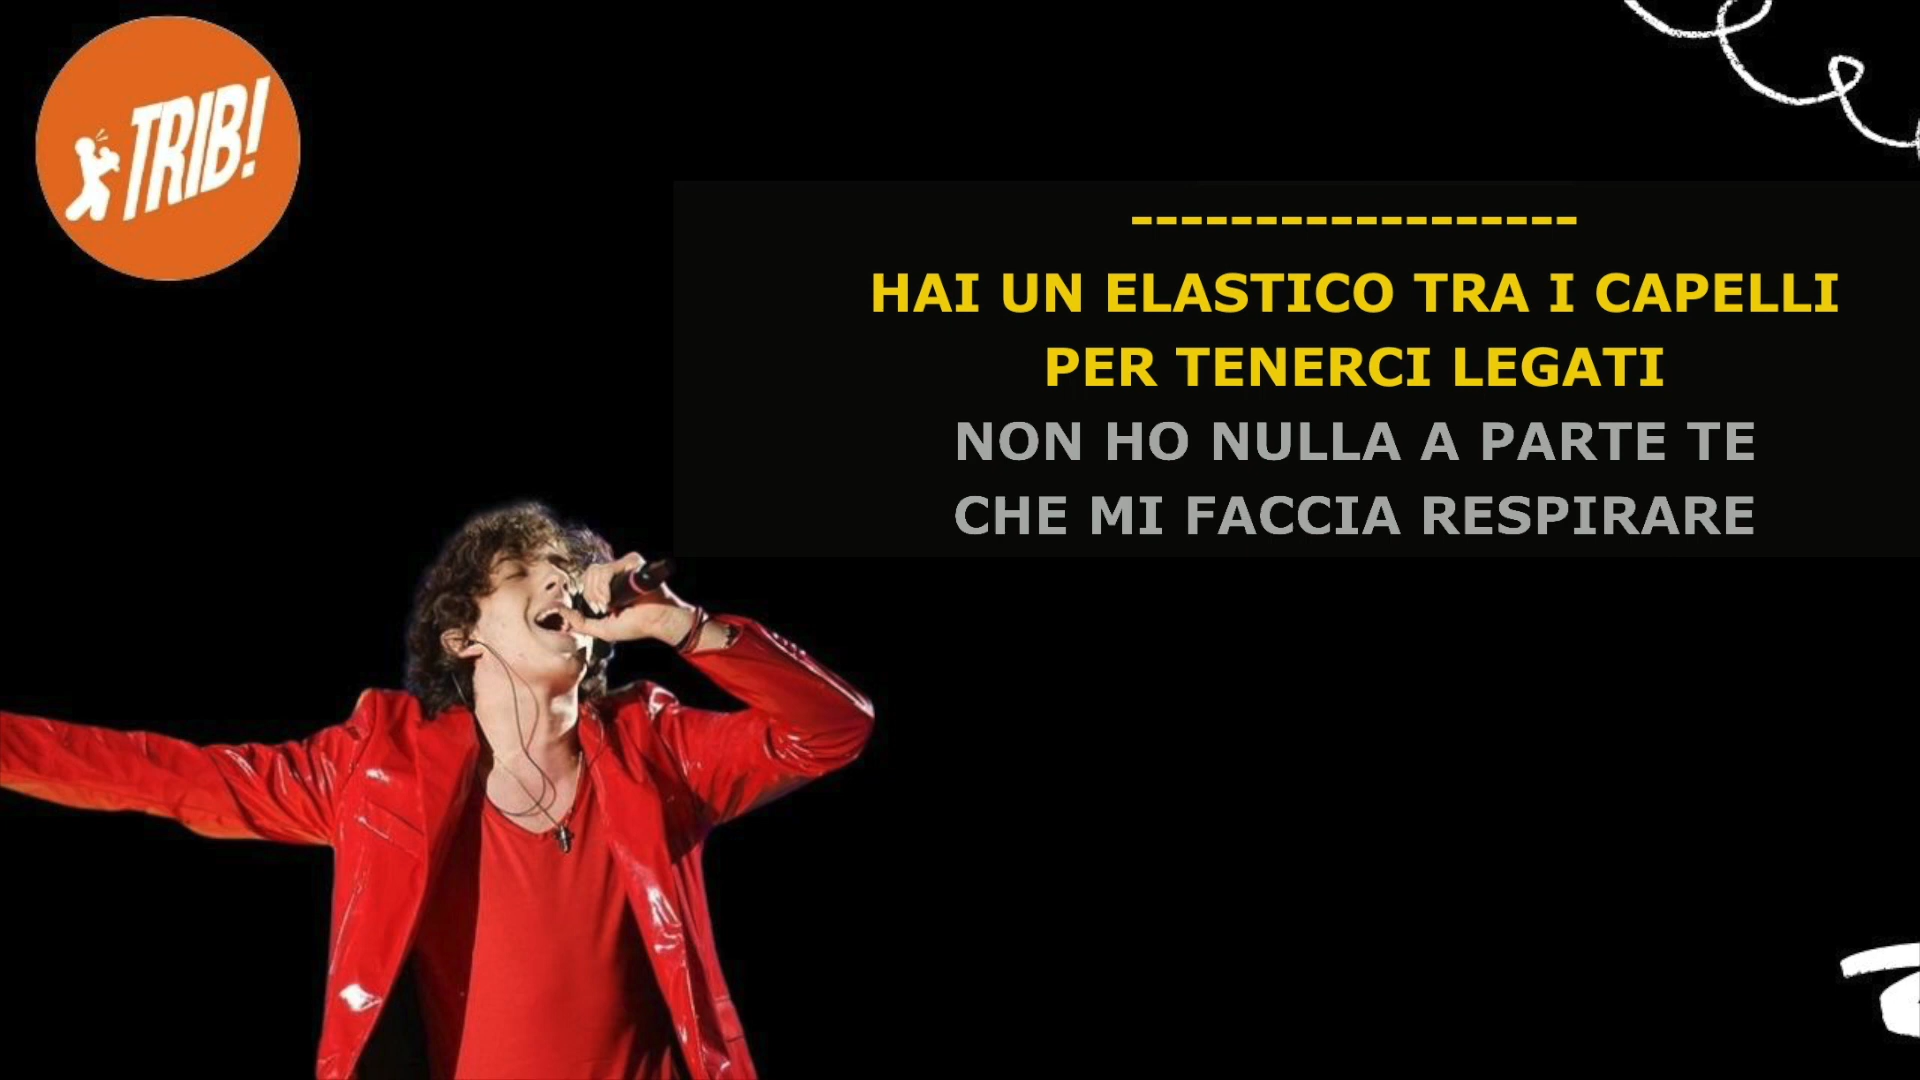 TRIB!
------------------
HAI UN ELASTICO TRA I CAPELLI
PER TENERCI LEGATI
NON HO NULLA A PARTE TE
CHE MI FACCIA RESPIRARE